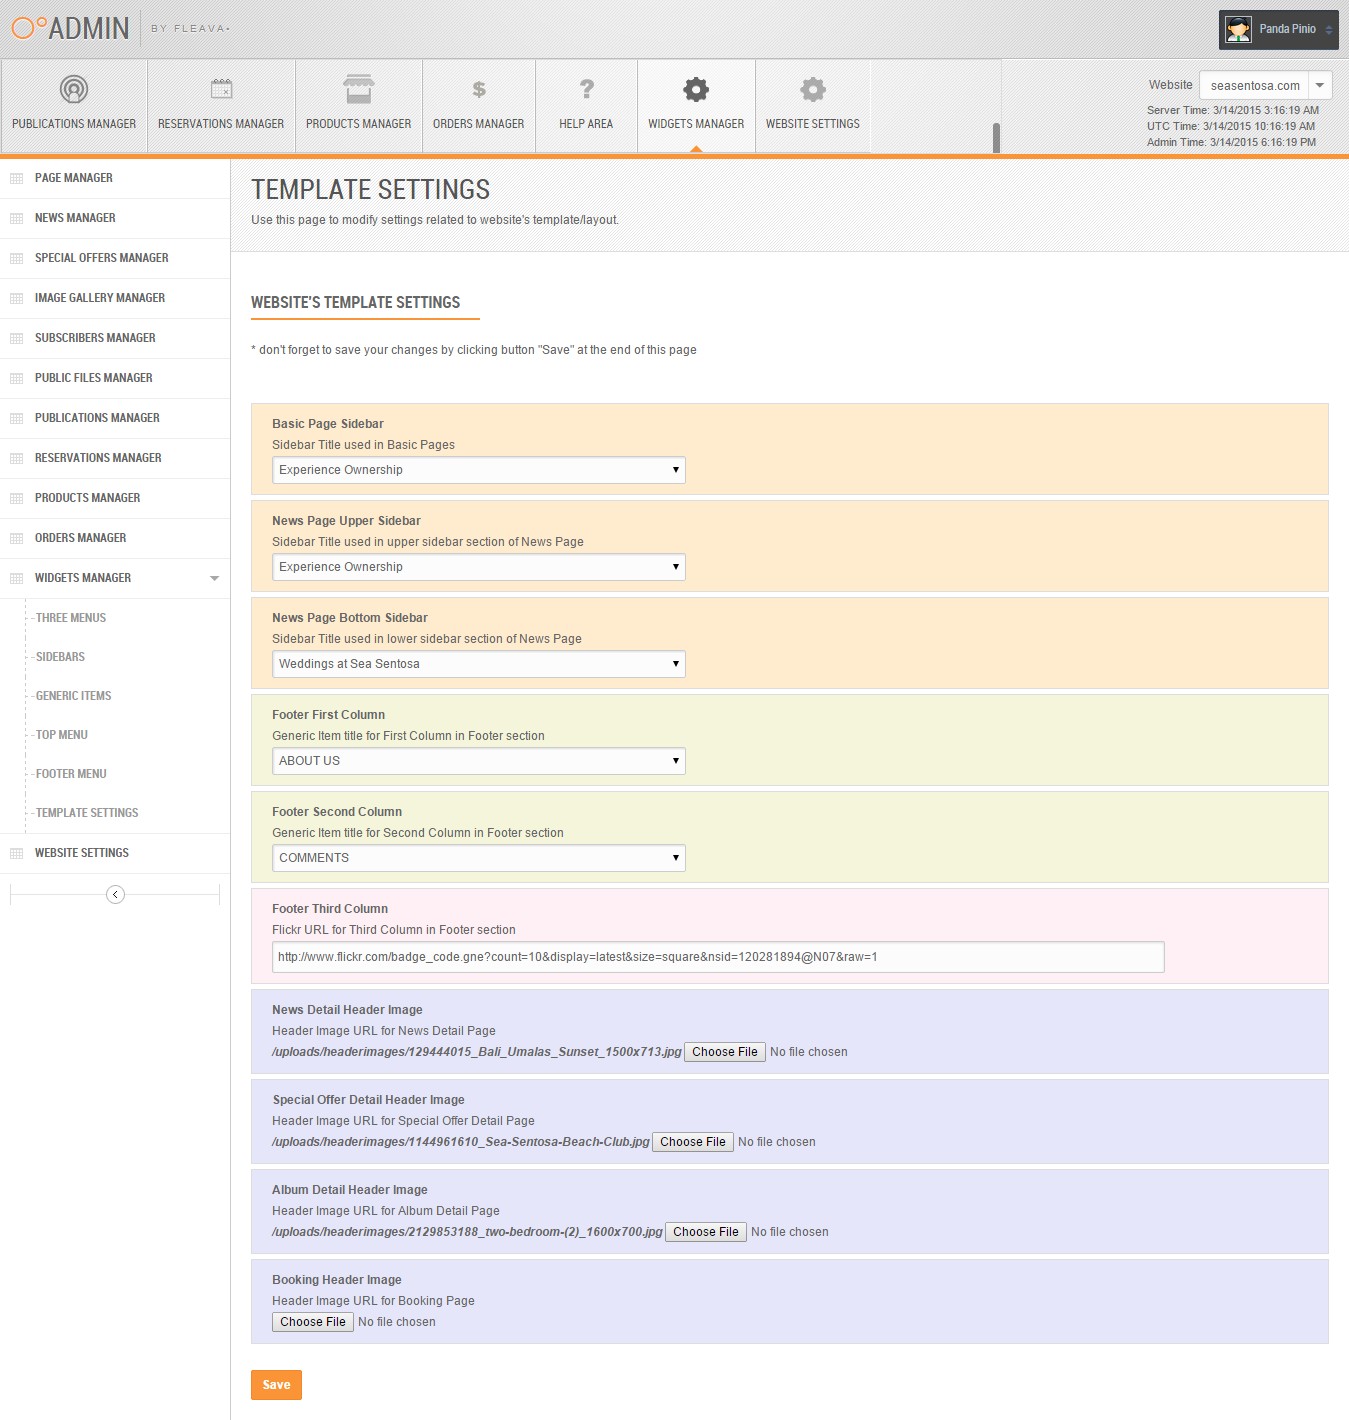 ADMIN BY FLEAVA
Panda Pinio
PUBLICATIONS MANAGER
RESERVATIONS MANAGER
PRODUCTS MANAGER
ORDERS MANAGER
HELP AREA
WIDGETS MANAGER
WEBSITE SETTINGS
Website seasentosa.com
Server Time: 3/14/2015 3:16:19 AM
UTC Time: 3/14/2015 10:16:19 AM
Admin Time: 3/14/2015 6:16:19 PM
PAGE MANAGER
NEWS MANAGER
SPECIAL OFFERS MANAGER
IMAGE GALLERY MANAGER
SUBSCRIBERS MANAGER
PUBLIC FILES MANAGER
PUBLICATIONS MANAGER
RESERVATIONS MANAGER
PRODUCTS MANAGER
ORDERS MANAGER
WIDGETS MANAGER
THREE MENUS
SIDEBARS
GENERIC ITEMS
TOP MENU
FOOTER MENU
TEMPLATE SETTINGS
WEBSITE SETTINGS
TEMPLATE SETTINGS
Use this page to modify settings related to website's template/layout.
WEBSITE'S TEMPLATE SETTINGS
* don't forget to save your changes by clicking button "Save" at the end of this page
Basic Page Sidebar
Sidebar Title used in Basic Pages
Experience Ownership
News Page Upper Sidebar
Sidebar Title used in upper sidebar section of News Page
Experience Ownership
News Page Bottom Sidebar
Sidebar Title used in lower sidebar section of News Page
Weddings at Sea Sentosa
Footer First Column
Generic Item title for First Column in Footer section
ABOUT US
Footer Second Column
Generic Item title for Second Column in Footer section
COMMENTS
Footer Third Column
Flickr URL for Third Column in Footer section
http://www.flickr.com/badge_code.gne?count=10&display=latest&size=square&nsid=120281894@N07&raw=1
News Detail Header Image
Header Image URL for News Detail Page
/uploads/headerimages/129444015_Bali_Umalas_Sunset_1500x713.jpg Choose File No file chosen
Special Offer Detail Header Image
Header Image URL for Special Offer Detail Page
/uploads/headerimages/1144961610_Sea-Sentosa-Beach-Club.jpg Choose File No file chosen
Album Detail Header Image
Header Image URL for Album Detail Page
/uploads/headerimages/2129853188_two-bedroom-(2)_1600x700.jpg Choose File No file chosen
Booking Header Image
Header Image URL for Booking Page
Choose File No file chosen
Save